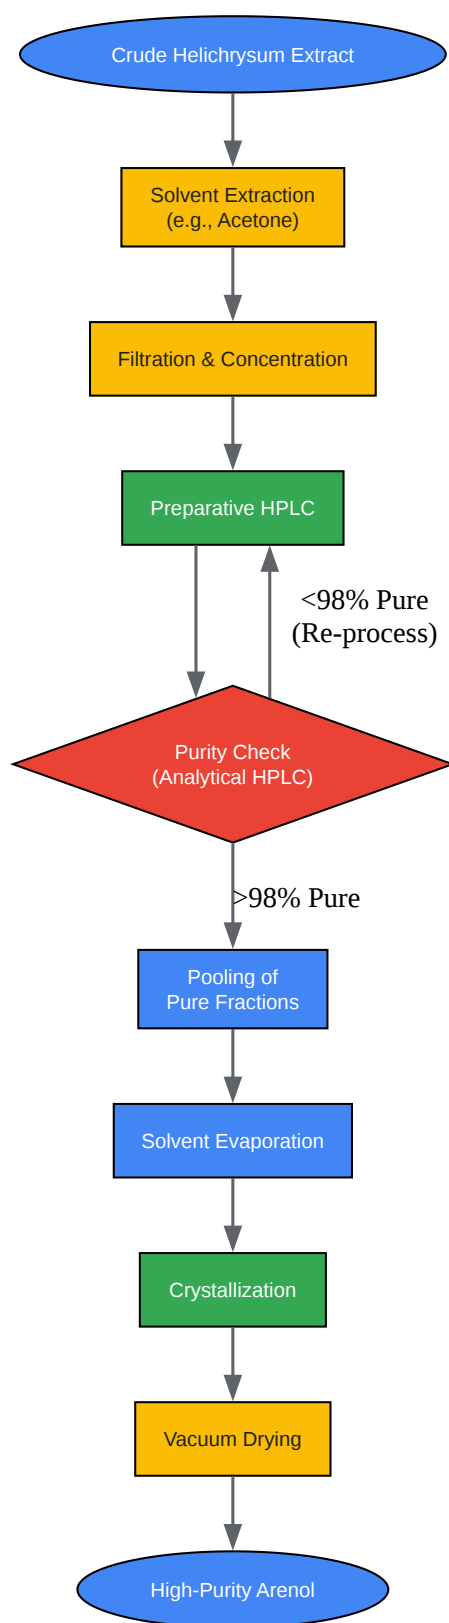 Crude Helichrysum Extract
Solvent Extraction
(e.g., Acetone)
Filtration & Concentration
Preparative HPLC
<98% Pure
(Re-process)
Purity Check
(Analytical HPLC)
>98% Pure
Pooling of
Pure Fractions
Solvent Evaporation
Crystallization
Vacuum Drying
High-Purity Arenol